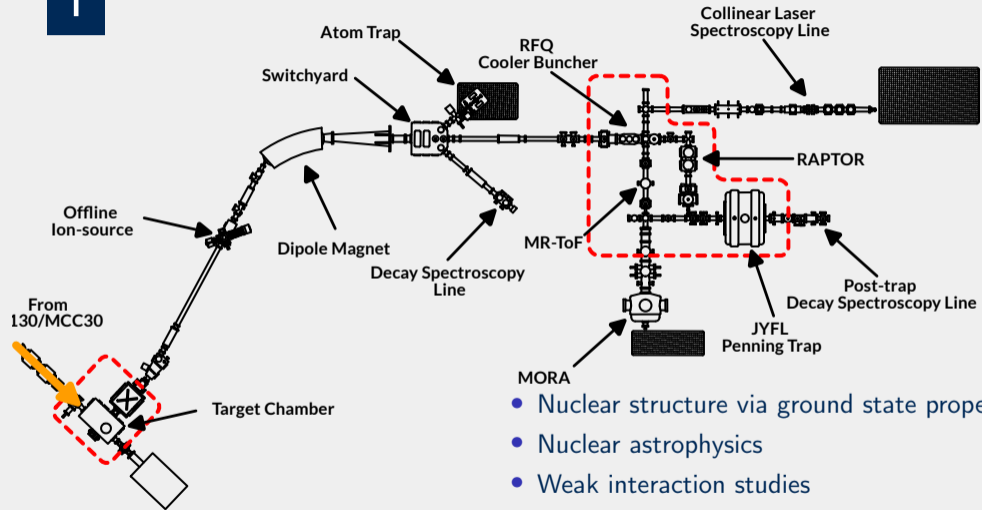 Collinear Laser
Spectroscopy Line
Atom Trap
RFQ
Cooler Buncher
Switchyard
RAPTOR
Offline
Ion-source
Dipole Magnet
MR-ToF
Decay Spectroscopy
Line
Post-trap
Decay Spectroscopy Line
From
130/MCC30
JYFL
Penning Trap
MORA
Target Chamber
• Nuclear structure via ground state prope
• Nuclear astrophysics
• Weak interaction studies